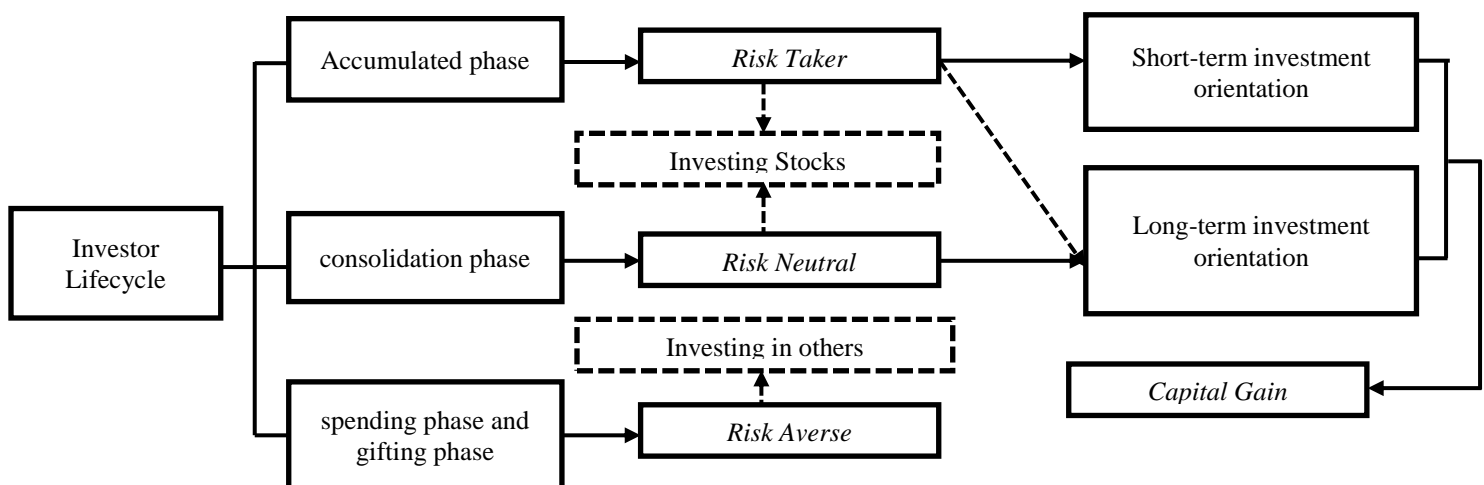 Accumulated phase
Risk Taker
Short-term investment
orientation
Investing Stocks
Investor
Lifecycle
consolidation phase
Risk Neutral
Long-term investment
orientation
Investing in others
spending phase and
gifting phase
Risk Averse
Capital Gain